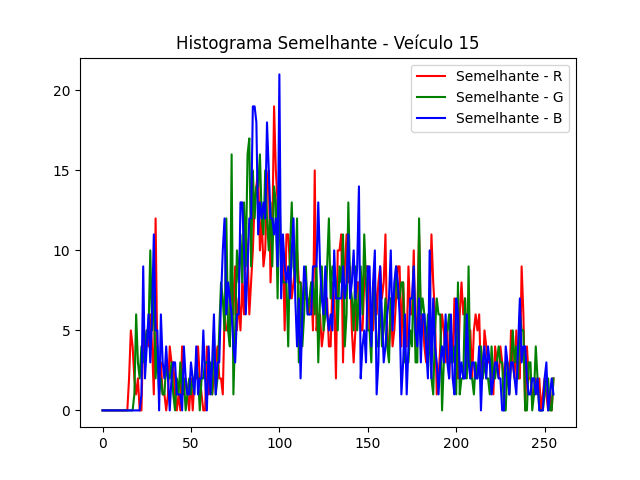 Histograma Semelhante - Veículo 15
Semelhante - R
Semelhante - G
Semelhante - B
20
15
10
5
0
0 50 100 150 200 250